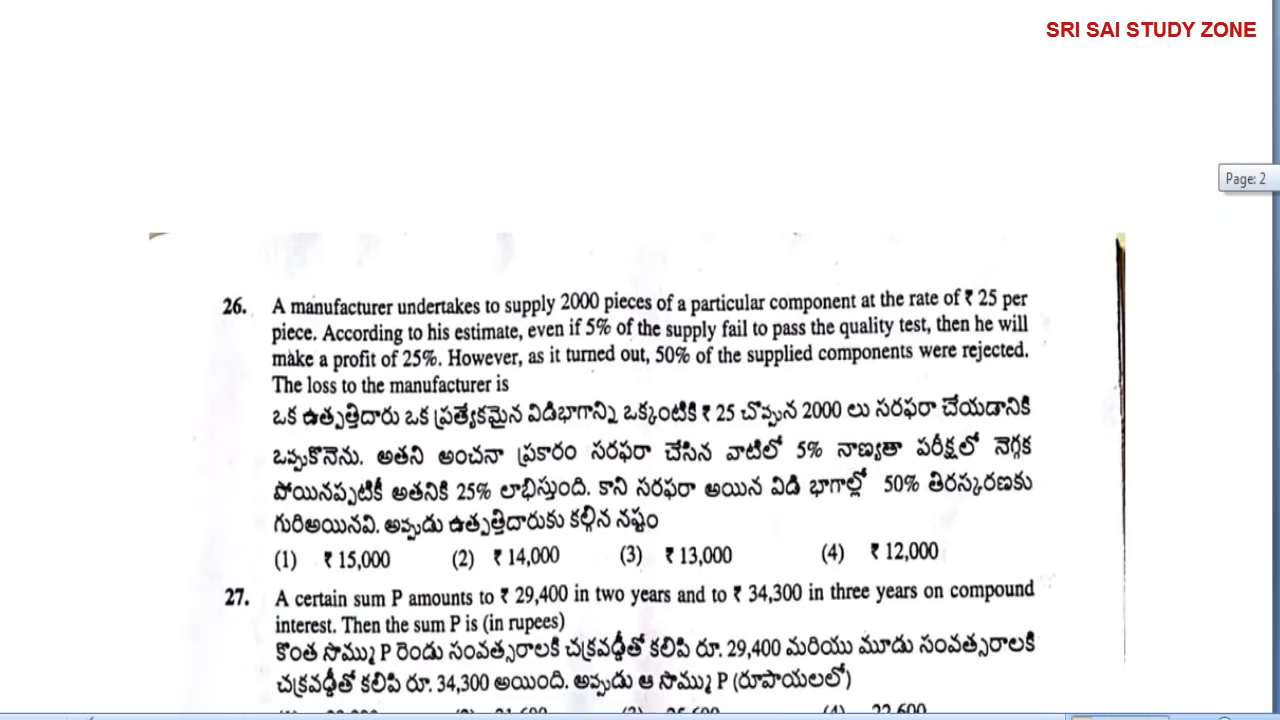 SRI SAI STUDY ZONE
Page: 2
26. A manufacturer undertakes to supply 2000 pieces of a particular component at the rate of ₹ 25 per
piece. According to his estimate, even if 5% of the supply fail to pass the quality test, then he will
make a profit of 25%. However, as it turned out, 50% of the supplied components were rejected.
The loss to the manufacturer is
ఒక ఉత్పత్తిదారు ఒక ప్రత్యేకమైన విడిభాగాన్ని ఒక్కంటికి ₹ 25 చొప్పున 2000 లు సరఫరా చేయడానికి
ఒప్పుకొనెను. అతని అంచనా ప్రకారం సరఫరా చేసిన వాటిలో 5% నాణ్యతా పరీక్షలో నెగ్గక
పోయినప్పటికీ అతనికి 25% లాభిస్తుంది. కాని సరఫరా అయిన విడి భాగాల్లో 50% తిరస్కరణకు
గురిఅయినవి. అప్పుడు ఉత్పత్తిదారుకు కల్గిన నష్టం
(1) ₹ 15,000 (2) ₹ 14,000 (3) ₹ 13,000 (4) ₹ 12,000
27. A certain sum P amounts to ₹ 29,400 in two years and to ₹ 34,300 in three years on compound
interest. Then the sum P is (in rupees)
కొంత సొమ్ము P రెండు సంవత్సరాలకి చక్రవడ్డీతో కలిపి రూ. 29,400 మరియు మూడు సంవత్సరాలకి
చక్రవడ్డీతో కలిపి రూ. 34,300 అయింది. అప్పుడు ఆ సొమ్ము P (రూపాయలలో)